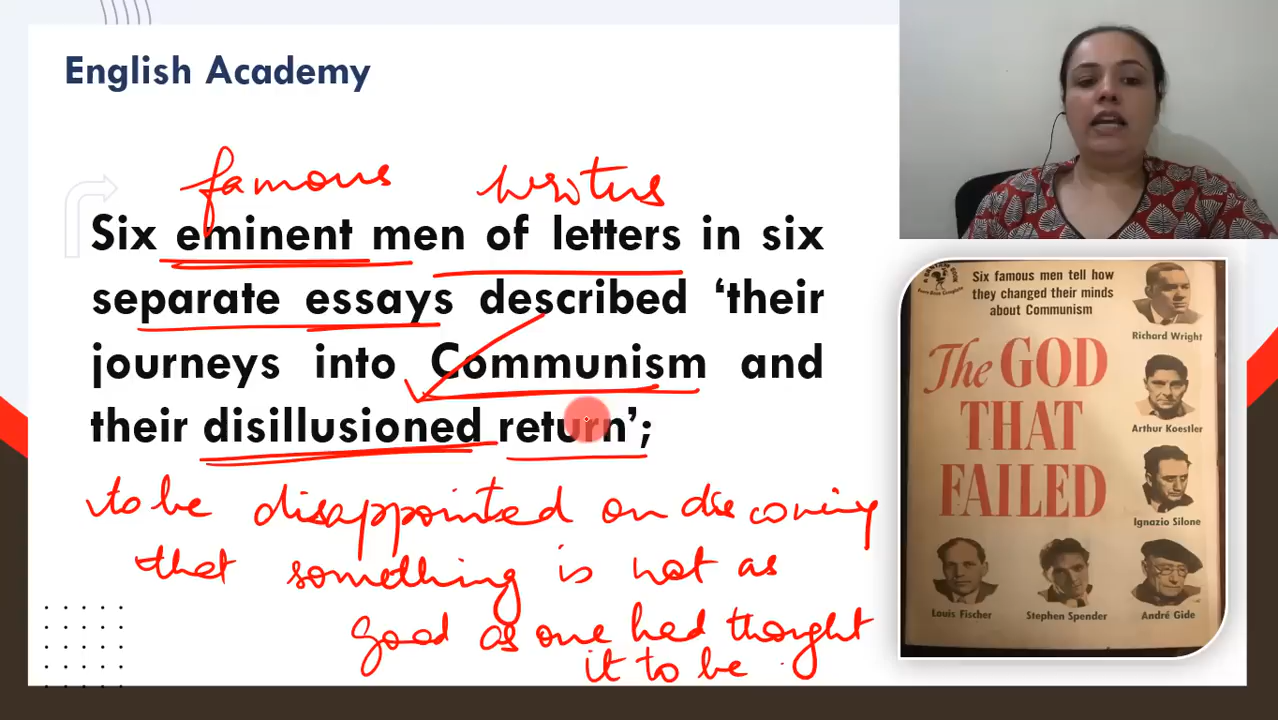 English Academy
famous writers
Six eminent men of letters in six
separate essays described ‘their
journeys into Communism and
their disillusioned return’;
to be disappointed on discovering
that something is not as
good as one had thought
it to be.
Six famous men tell how
they changed their minds
about Communism
The GOD
THAT
FAILED
Richard Wright
Arthur Koestler
Ignazio Silone
Louis Fischer
Stephen Spender
André Gide